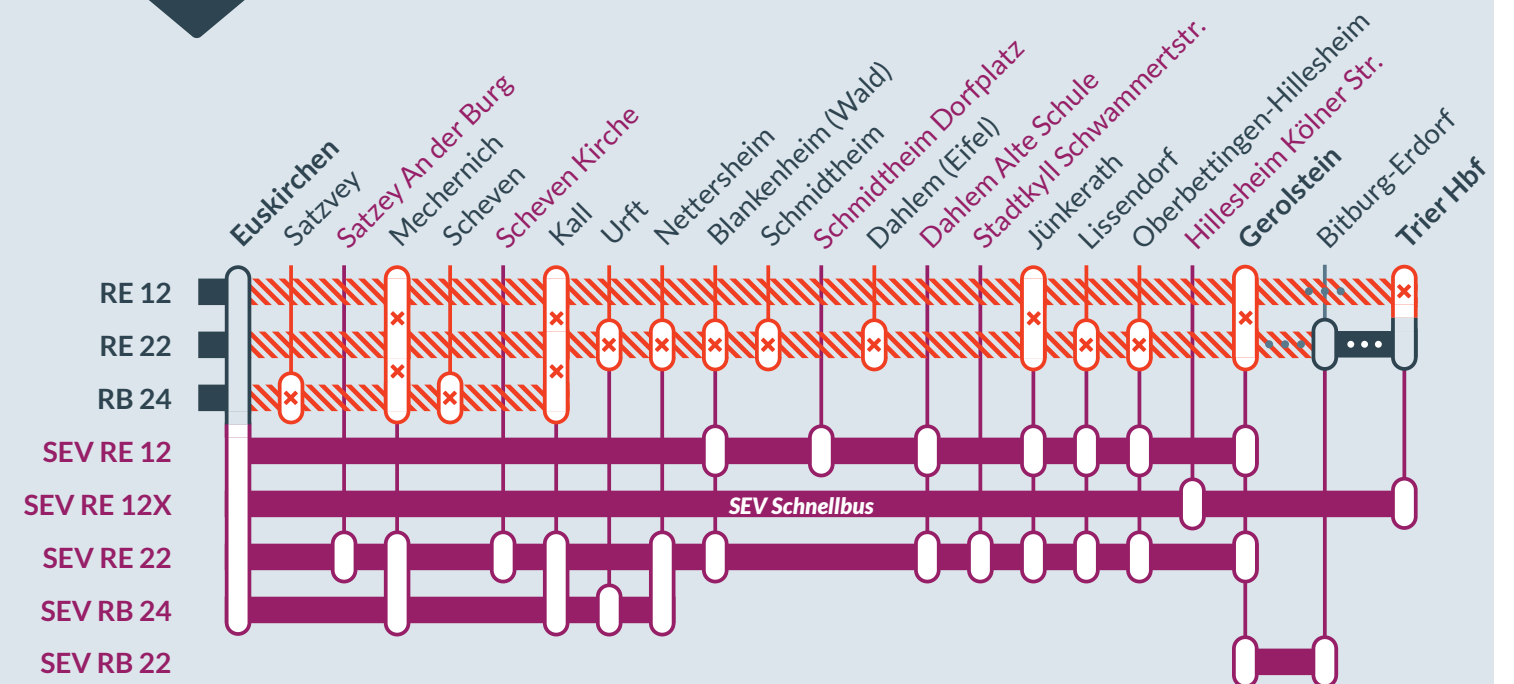 Euskirchen
Satzvey
Satzey An der Burg
Mechernich
Scheven
Scheven Kirche
Kall
Urft
Nettersheim
Blankenheim (Wald)
Schmidtheim
Schmidtheim Dorfplatz
Dahlem (Eifel)
Dahlem Alte Schule
Stadtkyll Schwammertstr.
Jünkerath
Lissendorf
Oberbettingen-Hillesheim
Hillesheim Kölner Str.
Gerolstein
Bitburg-Erdorf
Trier Hbf
RE 12
RE 22
RB 24
SEV RE 12
SEV RE 12X
SEV Schnellbus
SEV RE 22
SEV RB 24
SEV RB 22